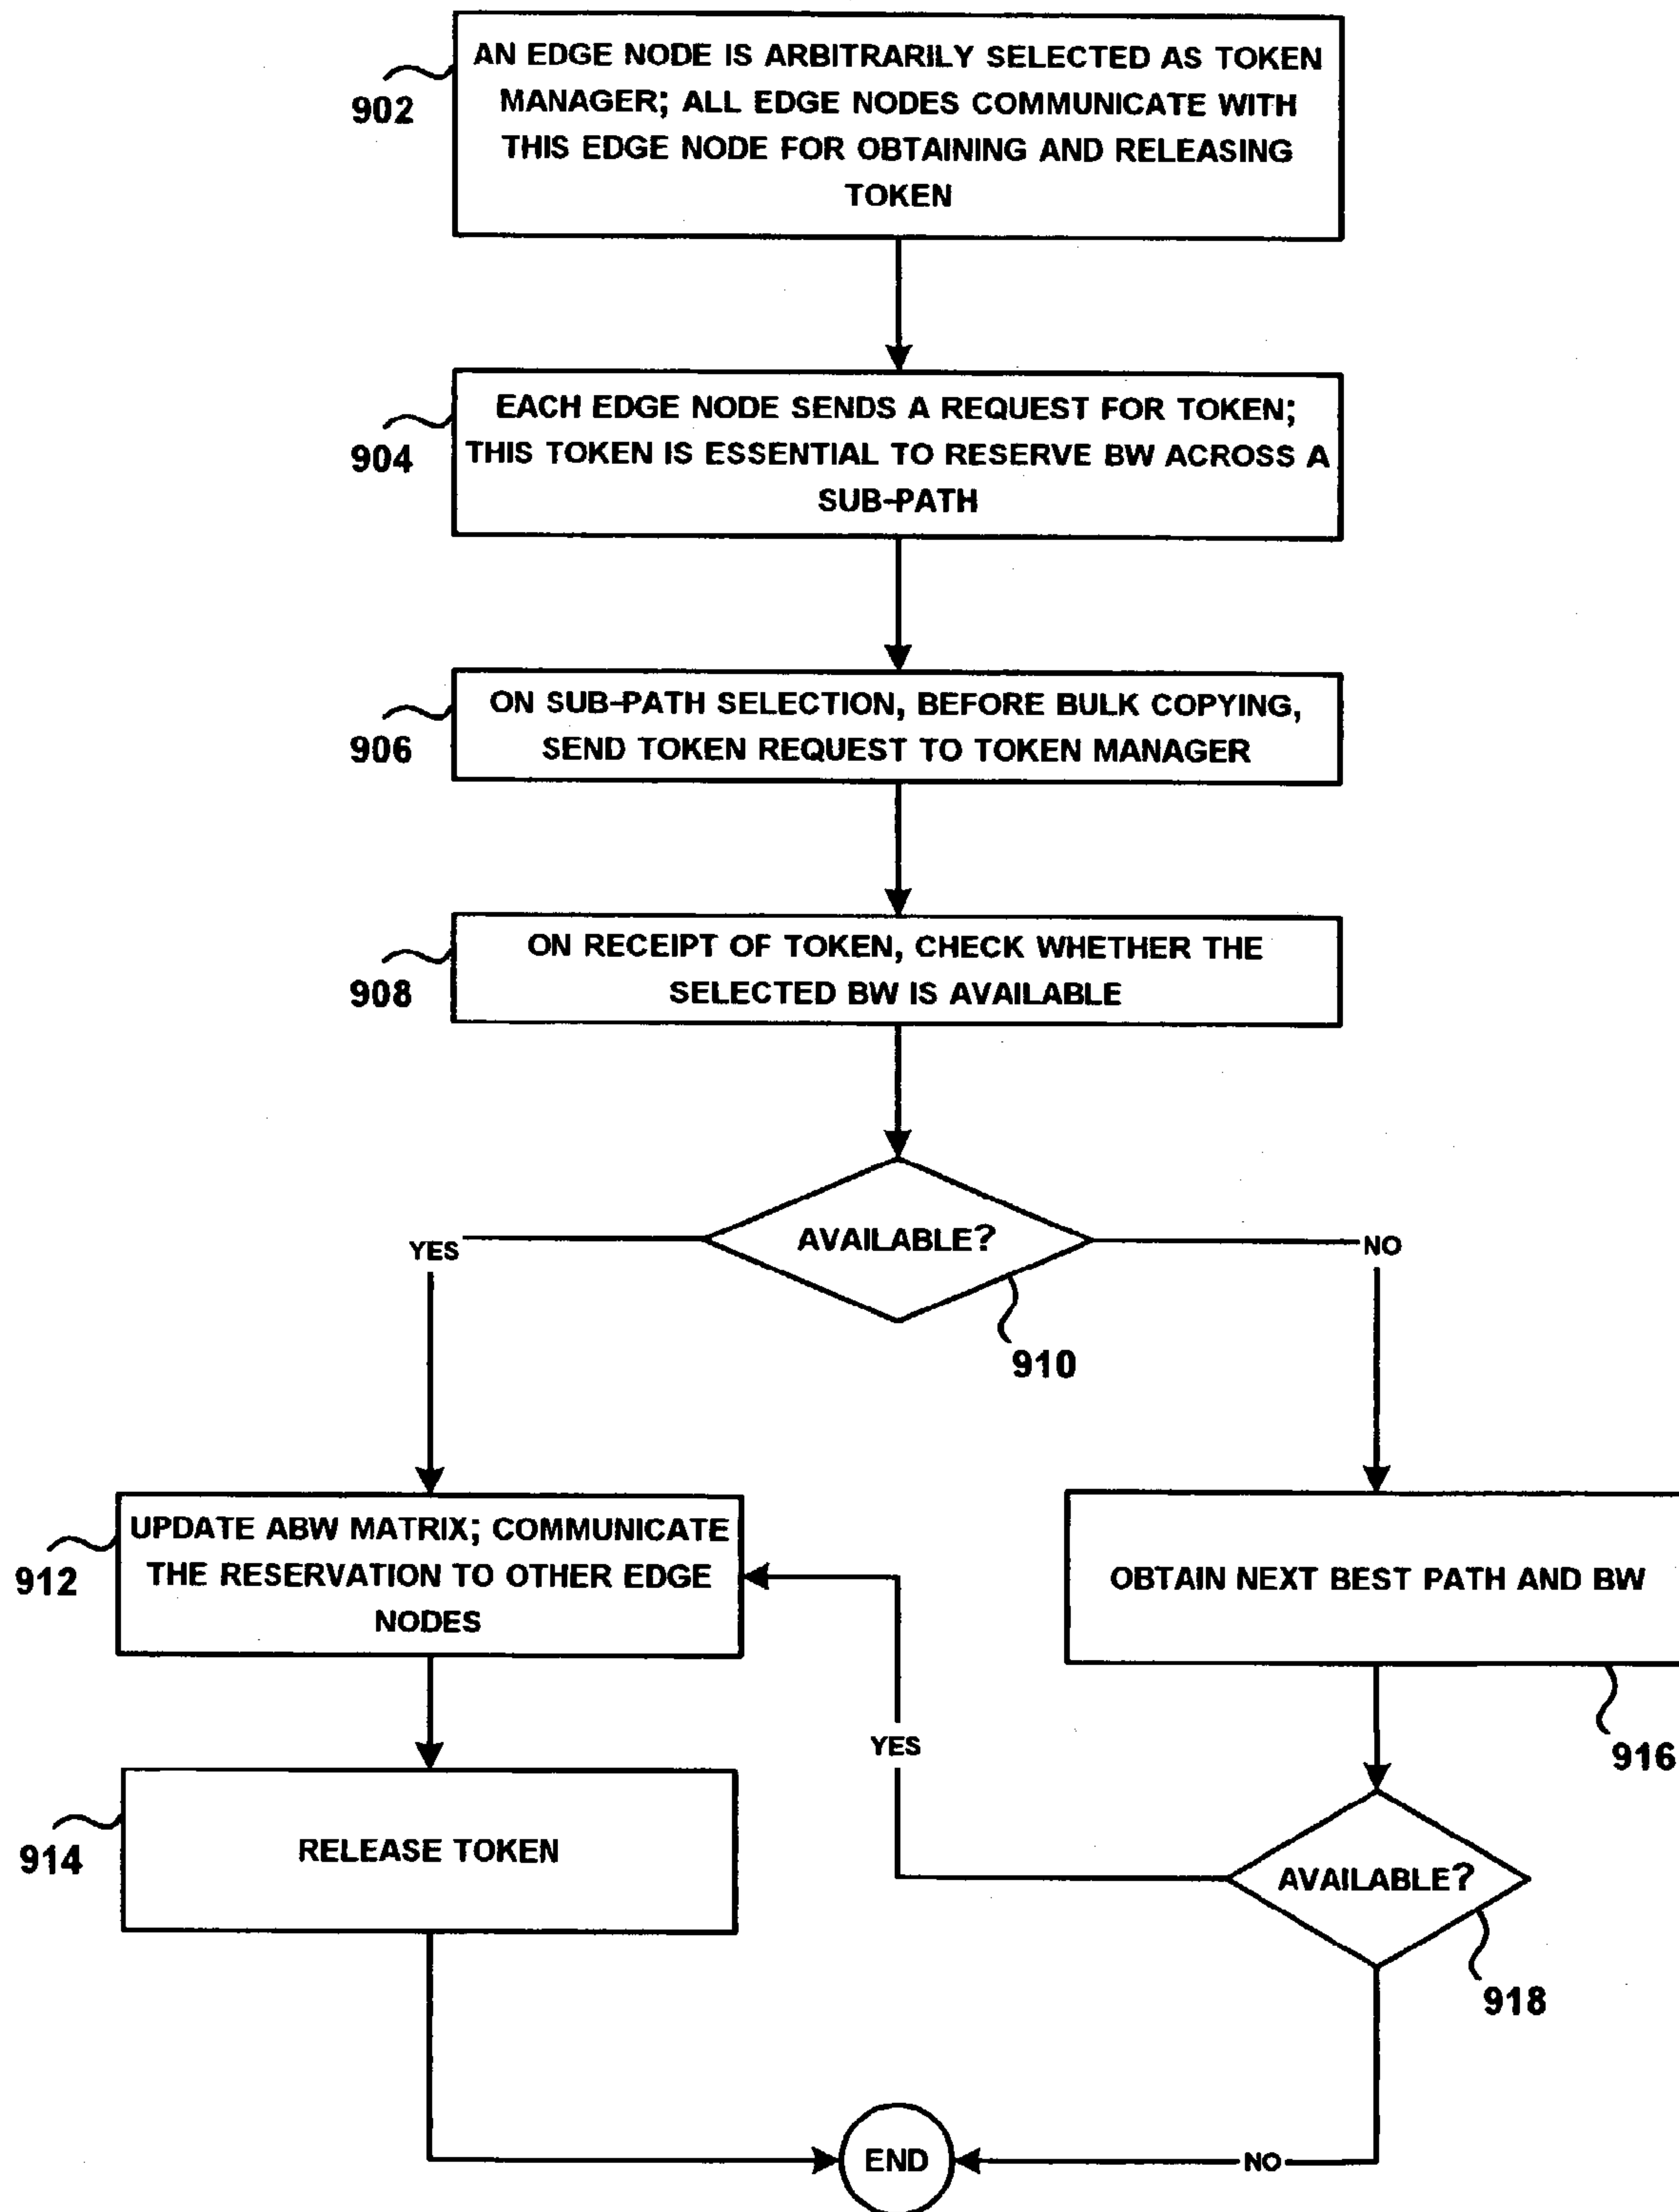 AN EDGE NODE IS ARBITRARILY SELECTED AS TOKEN
MANAGER; ALL EDGE NODES COMMUNICATE WITH
THIS EDGE NODE FOR OBTAINING AND RELEASING
TOKEN
902
EACH EDGE NODE SENDS A REQUEST FOR TOKEN;
THIS TOKEN IS ESSENTIAL TO RESERVE BW ACROSS A
SUB-PATH
904
ON SUB-PATH SELECTION, BEFORE BULK COPYING,
SEND TOKEN REQUEST TO TOKEN MANAGER
906
ON RECEIPT OF TOKEN, CHECK WHETHER THE
SELECTED BW IS AVAILABLE
908
AVAILABLE?
YES
NO
910
UPDATE ABW MATRIX; COMMUNICATE
THE RESERVATION TO OTHER EDGE
NODES
912
OBTAIN NEXT BEST PATH AND BW
916
YES
RELEASE TOKEN
914
AVAILABLE?
918
END
NO